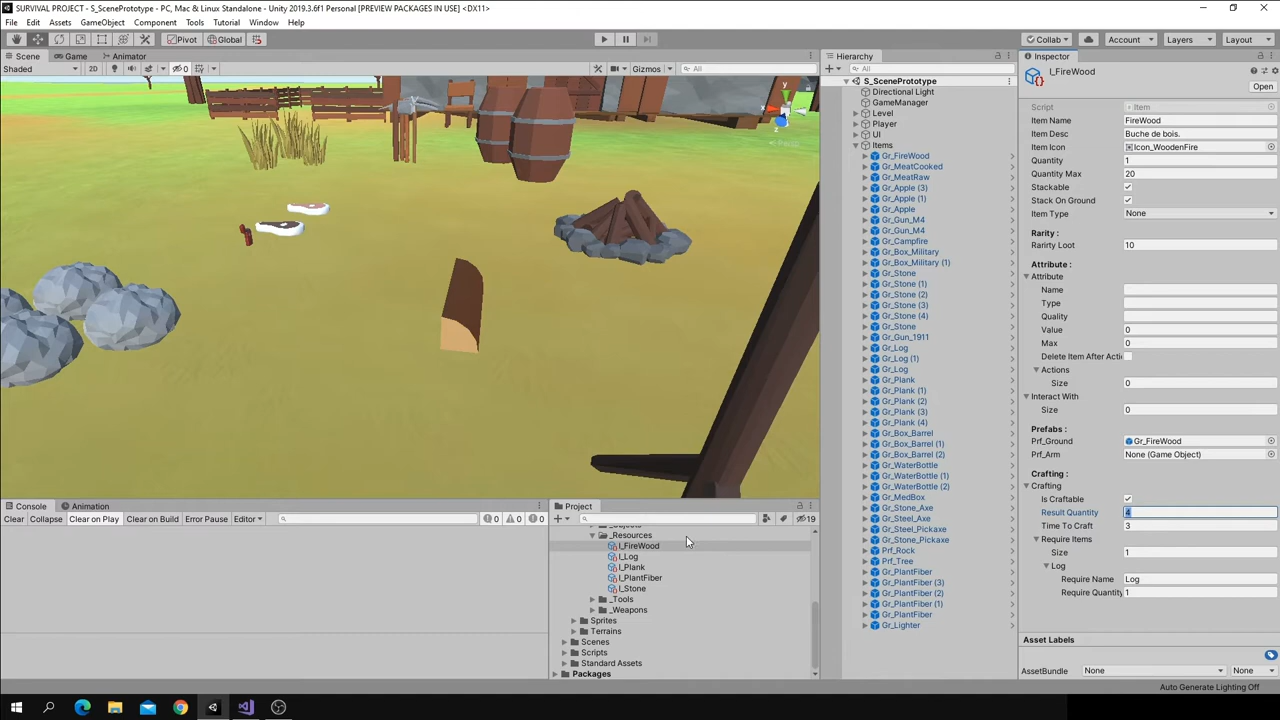 SURVIVAL PROJECT - S_ScenePrototype - PC, Mac & Linux Standalone - Unity 2019.3.6f1 Personal [PREVIEW PACKAGES IN USE] <DX11>
File Edit Assets GameObject Component Tools Tutorial Window Help
Pivot Global Collab Account Layers Layout
Scene Game Animator
Shaded 2D 0 Gizmos All
Hierarchy
All
S_ScenePrototype
Directional Light
GameManager
Level
Player
UI
Items
Gr_FireWood
Gr_MeatCooked
Gr_MeatRaw
Gr_Apple (3)
Gr_Apple (1)
Gr_Apple
Gr_Gun_M4
Gr_Gun_M4
Gr_Campfire
Gr_Box_Military
Gr_Box_Military (1)
Gr_Stone
Gr_Stone (1)
Gr_Stone (2)
Gr_Stone (3)
Gr_Stone (4)
Gr_Stone
Gr_Gun_1911
Gr_Log
Gr_Log (1)
Gr_Log
Gr_Plank
Gr_Plank (1)
Gr_Plank (2)
Gr_Plank (3)
Gr_Plank (4)
Gr_Box_Barrel
Gr_Box_Barrel (1)
Gr_Box_Barrel (2)
Gr_WaterBottle
Gr_WaterBottle (1)
Gr_WaterBottle (2)
Gr_MedBox
Gr_Stone_Axe
Gr_Steel_Axe
Gr_Steel_Pickaxe
Gr_Stone_Pickaxe
Prf_Rock
Prf_Tree
Gr_PlantFiber
Gr_PlantFiber (3)
Gr_PlantFiber (2)
Gr_PlantFiber (1)
Gr_PlantFiber
Gr_Lighter
Inspector
I_FireWood
Open
Script Item
Item Name FireWood
Item Desc Buche de bois.
Item Icon Icon_WoodenFire
Quantity 1
Quantity Max 20
Stackable
Stack On Ground
Item Type None
Rarity :
Rarirty Loot 10
Attribute :
Attribute
Name
Type
Quality
Value 0
Max 0
Delete Item After Acti
Actions
Size 0
Interact With
Size 0
Prefabs :
Prf_Ground Gr_FireWood
Prf_Arm None (Game Object)
Crafting :
Crafting
Is Craftable
Result Quantity 4
Time To Craft 3
Require Items
Size 1
Log
Require Name Log
Require Quantity 1
Asset Labels
AssetBundle None None
Console Animation
Clear Collapse Clear on Play Clear on Build Error Pause Editor 0 0 0
Project
19
_Resources
I_FireWood
I_Log
I_Plank
I_PlantFiber
I_Stone
_Tools
_Weapons
Sprites
Terrains
Scenes
Scripts
Standard Assets
Packages
Auto Generate Lighting Off